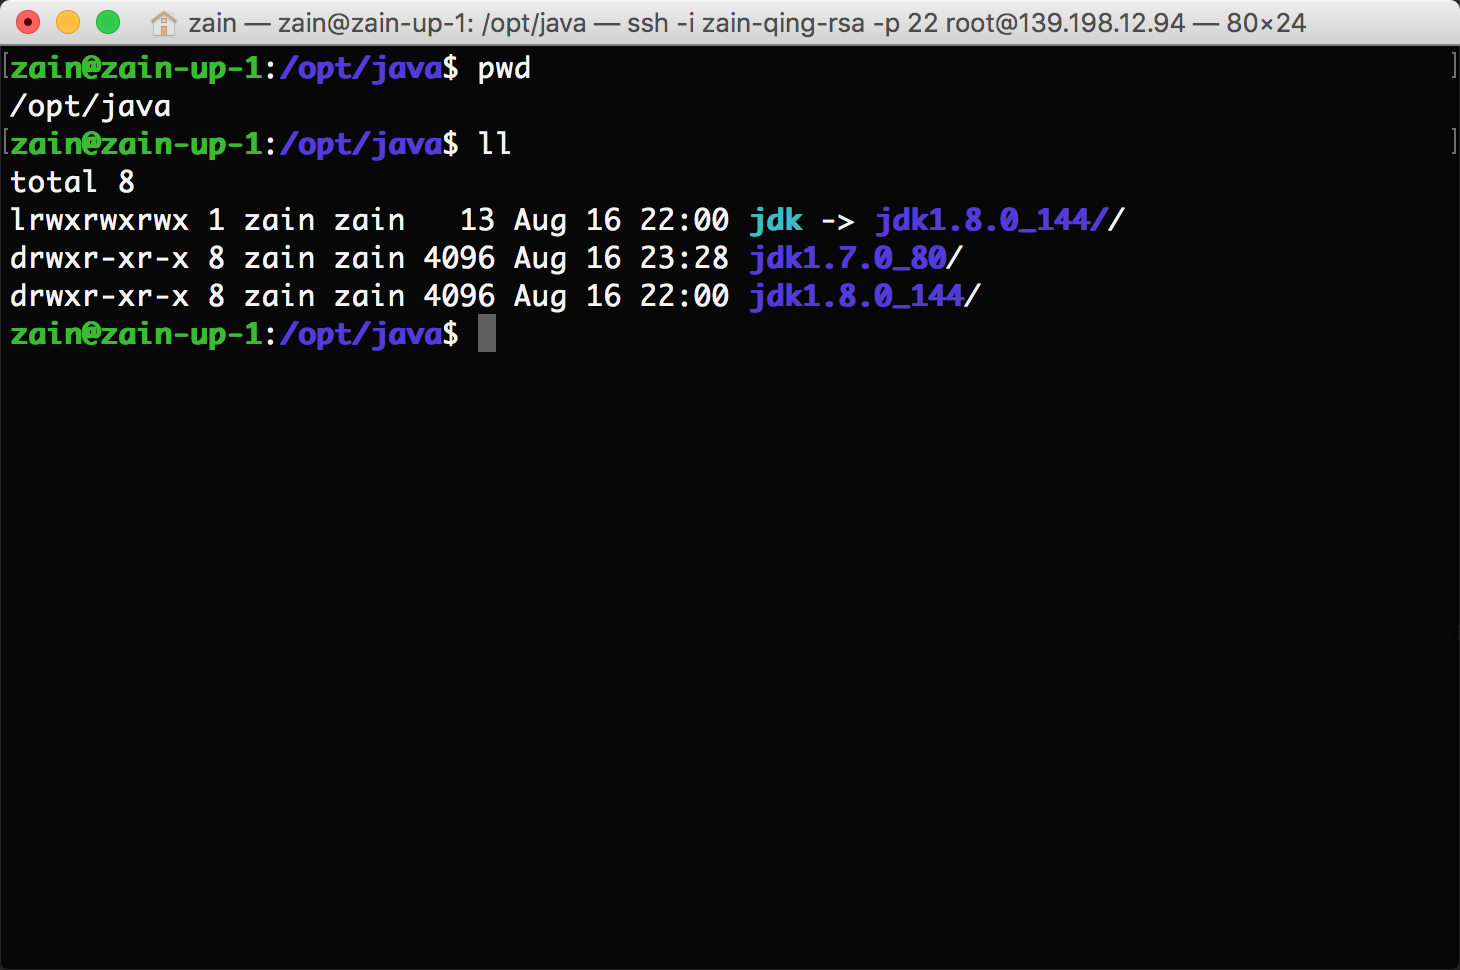 zain — zain@zain-up-1: /opt/java — ssh -i zain-qing-rsa -p 22 root@139.198.12.94 — 80×24
[zain@zain-up-1:/opt/java$ pwd ]
/opt/java
[zain@zain-up-1:/opt/java$ ll ]
total 8
lrwxrwxrwx 1 zain zain   13 Aug 16 22:00 jdk -> jdk1.8.0_144//
drwxr-xr-x 8 zain zain 4096 Aug 16 23:28 jdk1.7.0_80/
drwxr-xr-x 8 zain zain 4096 Aug 16 22:00 jdk1.8.0_144/
zain@zain-up-1:/opt/java$